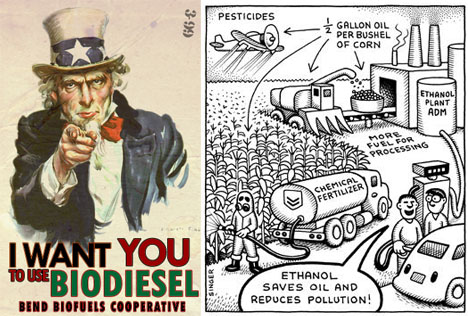 I WANT YOU
TO USE BIODIESEL
BEND BIOFUELS COOPERATIVE
PESTICIDES
1/2 GALLON OIL
PER BUSHEL
OF CORN
ETHANOL
PLANT
ADM
MORE
FUEL FOR
PROCESSING
CHEMICAL
FERTILIZER
ETHANOL
SAVES OIL AND
REDUCES POLLUTION!
SINGER